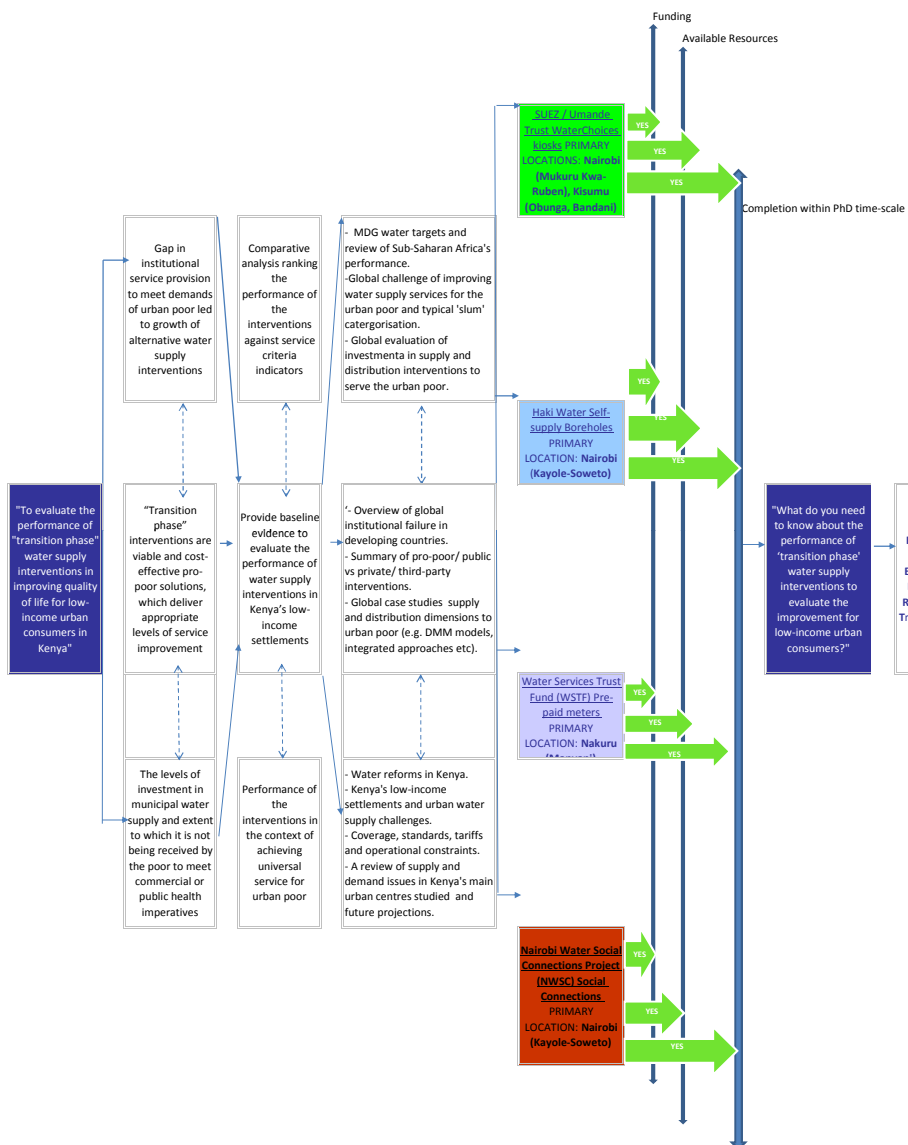 Funding
Available Resources
SUEZ / Umande
Trust WaterChoices
kiosks PRIMARY
LOCATIONS: Nairobi
(Mukuru Kwa-
Ruben), Kisumu
(Obunga, Bandani)
YES
YES
YES
Completion within PhD time-scale
Gap in
institutional
service provision
to meet demands
of urban poor led
to growth of
alternative water
supply
interventions
Comparative
analysis ranking
the
performance of
the
interventions
against service
criteria
indicators
- MDG water targets and
review of Sub-Saharan Africa's
performance.
-Global challenge of improving
water supply services for the
urban poor and typical 'slum'
catergorisation.
- Global evaluation of
investmenta in supply and
distribution interventions to
serve the urban poor.
Haki Water Self-
supply Boreholes
PRIMARY
LOCATION: Nairobi
(Kayole-Soweto)
YES
YES
YES
"To evaluate the
performance of
"transition phase"
water supply
interventions in
improving quality
of life for low-
income urban
consumers in
Kenya"
"Transition
phase"
interventions are
viable and cost-
effective pro-
poor solutions,
which deliver
appropriate
levels of service
improvement
Provide baseline
evidence to
evaluate the
performance of
water supply
interventions in
Kenya's low-
income
settlements
'- Overview of global
institutional failure in
developing countries.
- Summary of pro-poor/ public
vs private/ third-party
interventions.
- Global case studies supply
and distribution dimensions to
urban poor (e.g. DMM models,
integrated approaches etc).
"What do you need
to know about the
performance of
'transition phase'
water supply
interventions to
evaluate the
improvement for
low-income urban
consumers?"
Water Services Trust
Fund (WSTF) Pre-
paid meters
PRIMARY
LOCATION: Nakuru
YES
YES
YES
The levels of
investment in
municipal water
supply and extent
to which it is not
being received by
the poor to meet
commercial or
public health
imperatives
Performance of
the
interventions in
the context of
achieving
universal
service for
urban poor
- Water reforms in Kenya.
- Kenya's low-income
settlements and urban water
supply challenges.
- Coverage, standards, tariffs
and operational constraints.
- A review of supply and
demand issues in Kenya's main
urban centres studied and
future projections.
Nairobi Water Social
Connections Project
(NWSC) Social
Connections
PRIMARY
LOCATION: Nairobi
(Kayole-Soweto)
YES
YES
YES